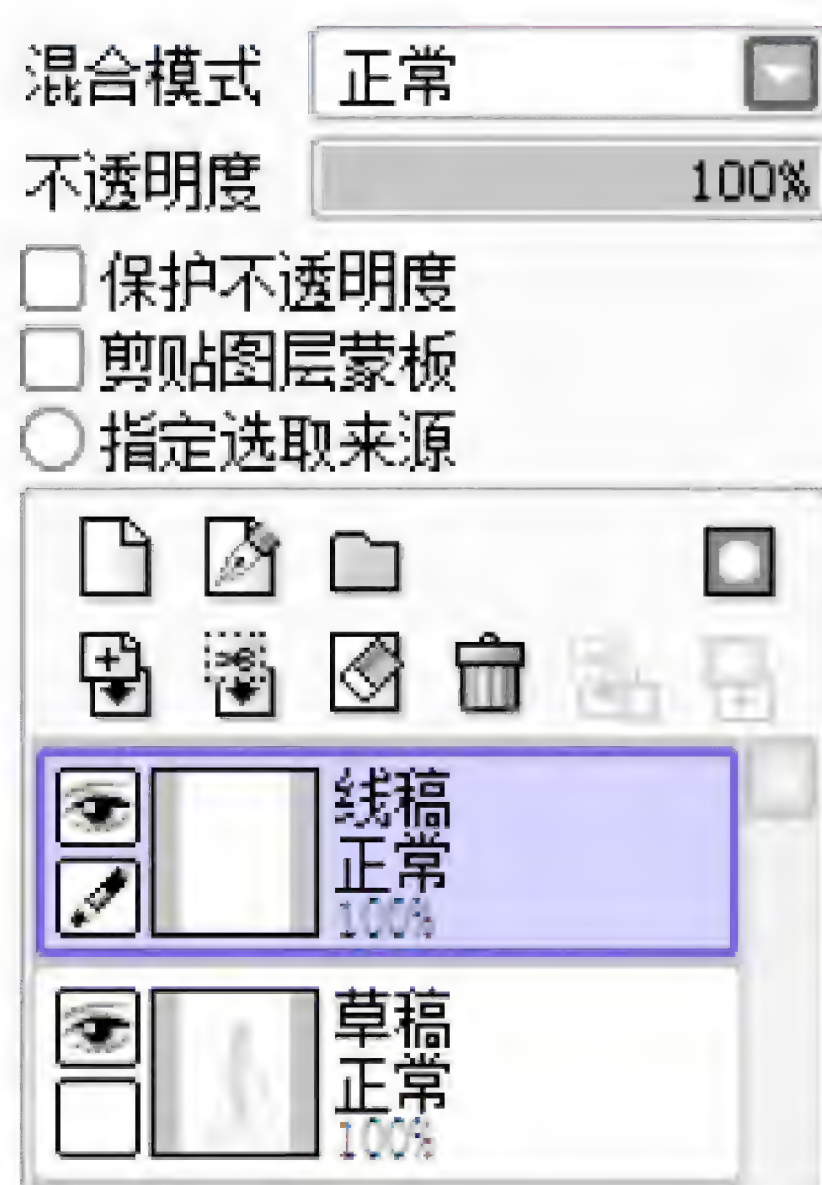 混合模式 正常
不透明度 100%
保护不透明度
剪贴图层蒙板
指定选取来源
线稿
正常
100%
草稿
正常
100%